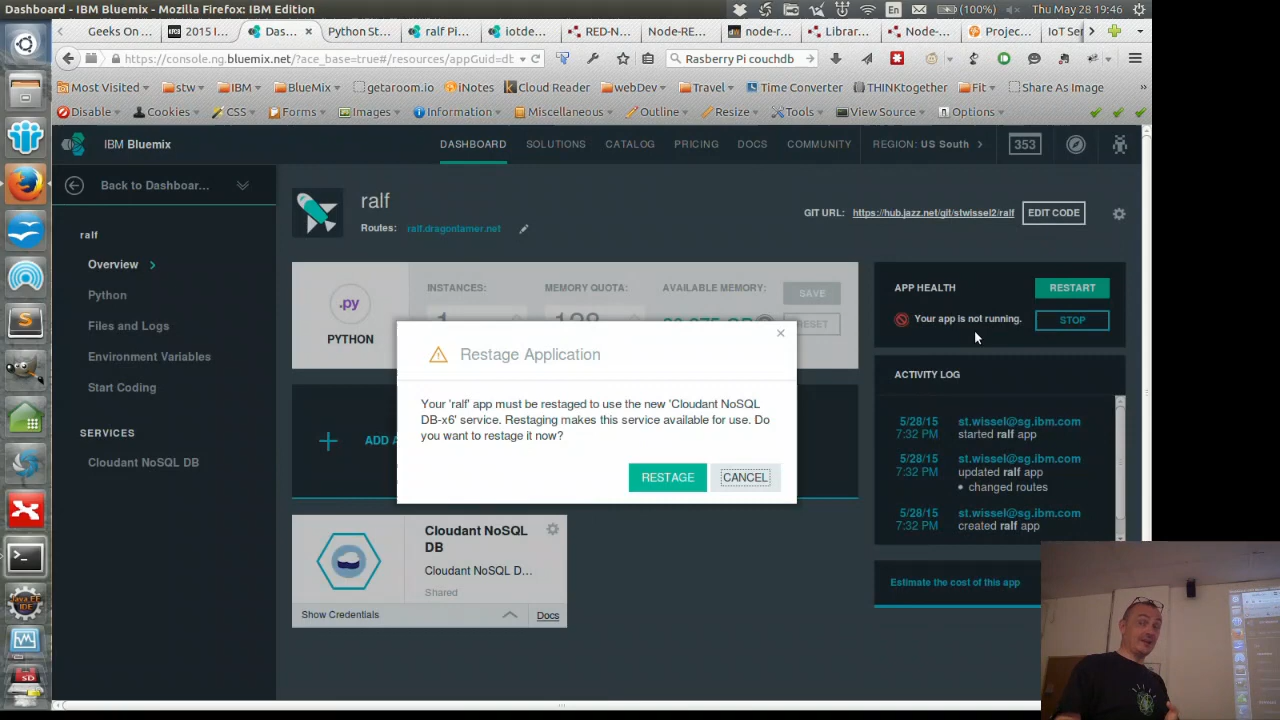 Dashboard - IBM Bluemix - Mozilla Firefox: IBM Edition
En
(100%)
Thu May 28 19:46
Geeks On ...
2015 I...
Das...
Python St...
ralf Pi...
iotde...
RED-N...
Node-RE...
node-r...
Librar...
Node-...
Projec...
IoT Ser
https://console.ng.bluemix.net/?ace_base=true#/resources/appGuid=dt
Rasberry Pi couchdb
Most Visited
stw
IBM
BlueMix
getaroom.io
iNotes
Cloud Reader
webDev
Travel
Time Converter
THINKtogether
Fit
Share As Image
Disable
Cookies
CSS
Forms
Images
Information
Miscellaneous
Outline
Resize
Tools
View Source
Options
IBM Bluemix
DASHBOARD
SOLUTIONS
CATALOG
PRICING
DOCS
COMMUNITY
REGION: US South
353
Back to Dashboar...
ralf
Overview
Python
Files and Logs
Environment Variables
Start Coding
SERVICES
Cloudant NoSQL DB
ralf
Routes:
ralf.dragonlamer.net
GIT URL:
https://hub.jazz.net/git/stwissel2/ralf
EDIT CODE
.py
PYTHON
INSTANCES:
MEMORY QUOTA:
AVAILABLE MEMORY:
SAVE
RESET
ADD A
Restage Application
Your 'ralf' app must be restaged to use the new 'Cloudant NoSQL
DB-x6' service. Restaging makes this service available for use. Do
you want to restage it now?
RESTAGE
CANCEL
Cloudant NoSQL
DB
Cloudant NoSQL D...
Shared
Show Credentials
Docs
APP HEALTH
RESTART
Your app is not running.
STOP
ACTIVITY LOG
5/28/15
7:32 PM
st.wissel@sg.ibm.com
started ralf app
5/28/15
7:32 PM
st.wissel@sg.ibm.com
updated ralf app
• changed routes
5/28/15
7:32 PM
st.wissel@sg.ibm.com
created ralf app
Estimate the cost of this app